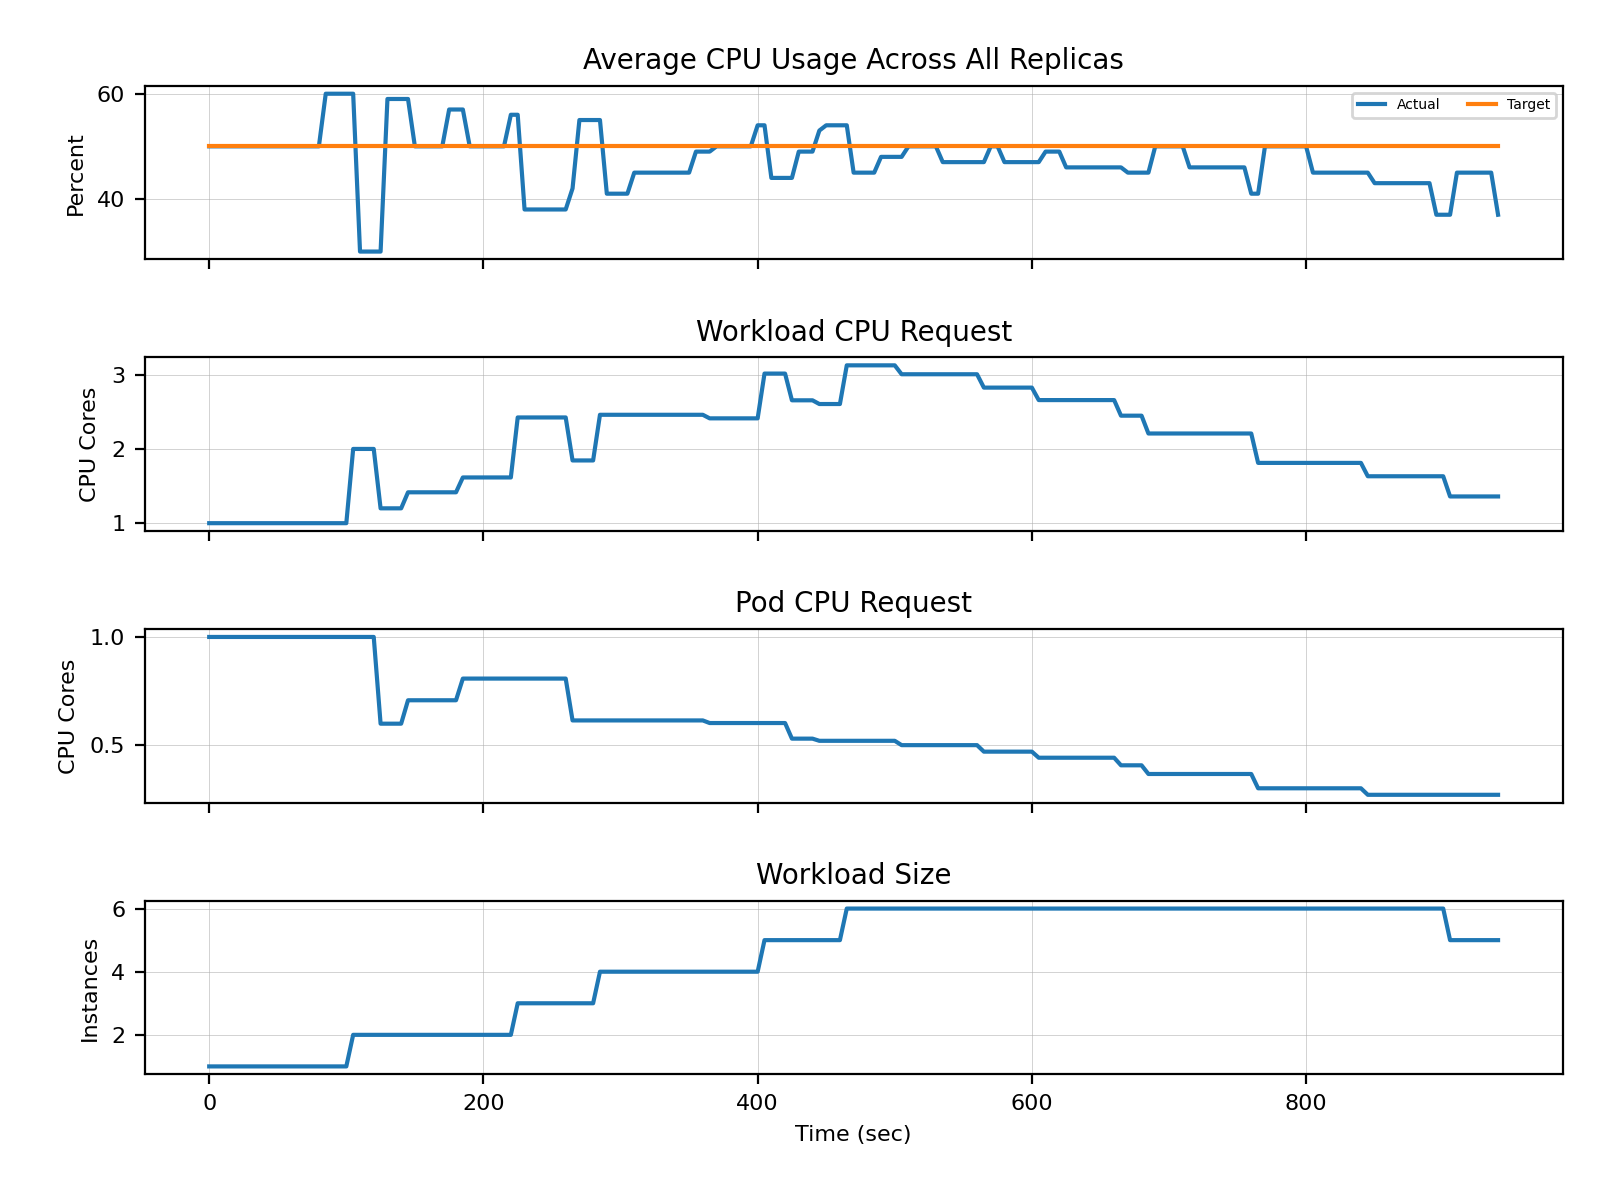 Average CPU Usage Across All Replicas
60
40
Percent
Actual
Target
Workload CPU Request
3
2
1
CPU Cores
Pod CPU Request
1.0
0.5
CPU Cores
Workload Size
6
4
2
Instances
0 200 400 600 800
Time (sec)